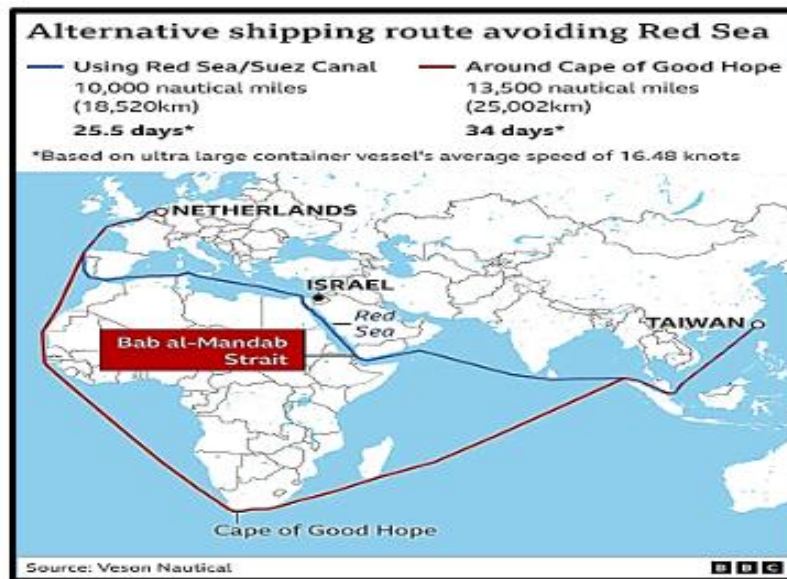 Alternative shipping route avoiding Red Sea
Using Red Sea/Suez Canal
10,000 nautical miles
(18,520km)
25.5 days*
Around Cape of Good Hope
13,500 nautical miles
(25,002km)
34 days*
*Based on ultra large container vessel's average speed of 16.48 knots
NETHERLANDS
ISRAEL
Red
Sea
TAIWAN
Bab al-Mandab
Strait
Cape of Good Hope
Source: Veson Nautical
BBC